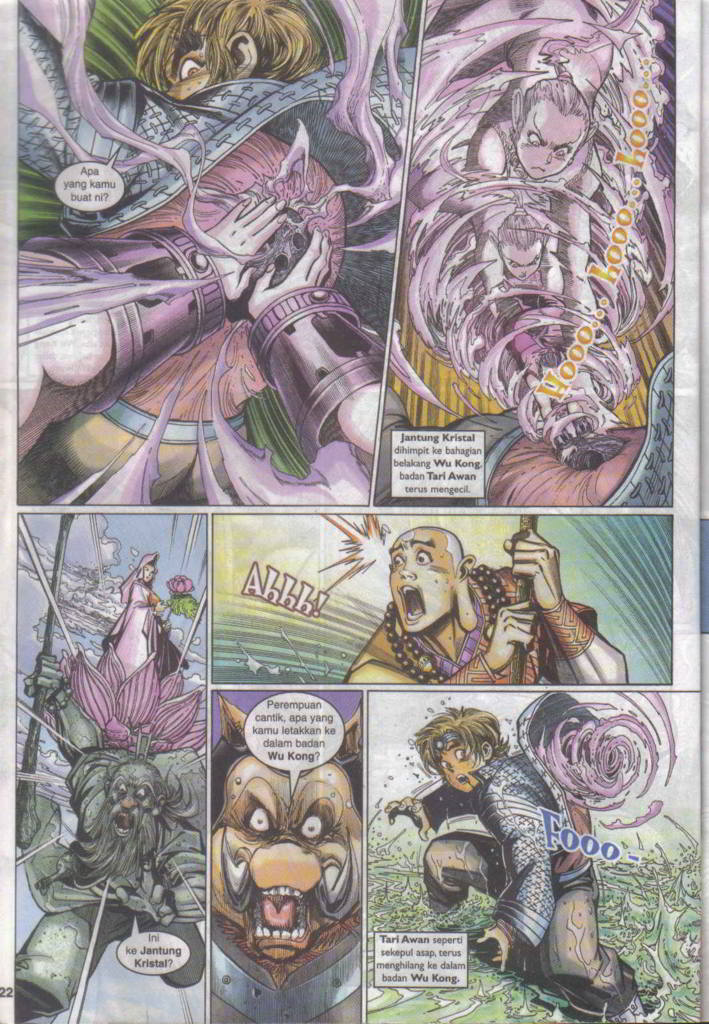 Apa
yang kamu
buat ni?
Hooo... hooo... hooo...
Jantung Kristal
dihimpit ke bahagian
belakang Wu Kong,
badan Tari Awan
terus mengecil.
Ahhh!
Ini
ke Jantung
Kristal?
Perempuan
cantik, apa yang
kamu letakkan ke
dalam badan
Wu Kong?
Fooo-
Tari Awan seperti
sekepul asap, terus
menghilang ke dalam
badan Wu Kong.
22